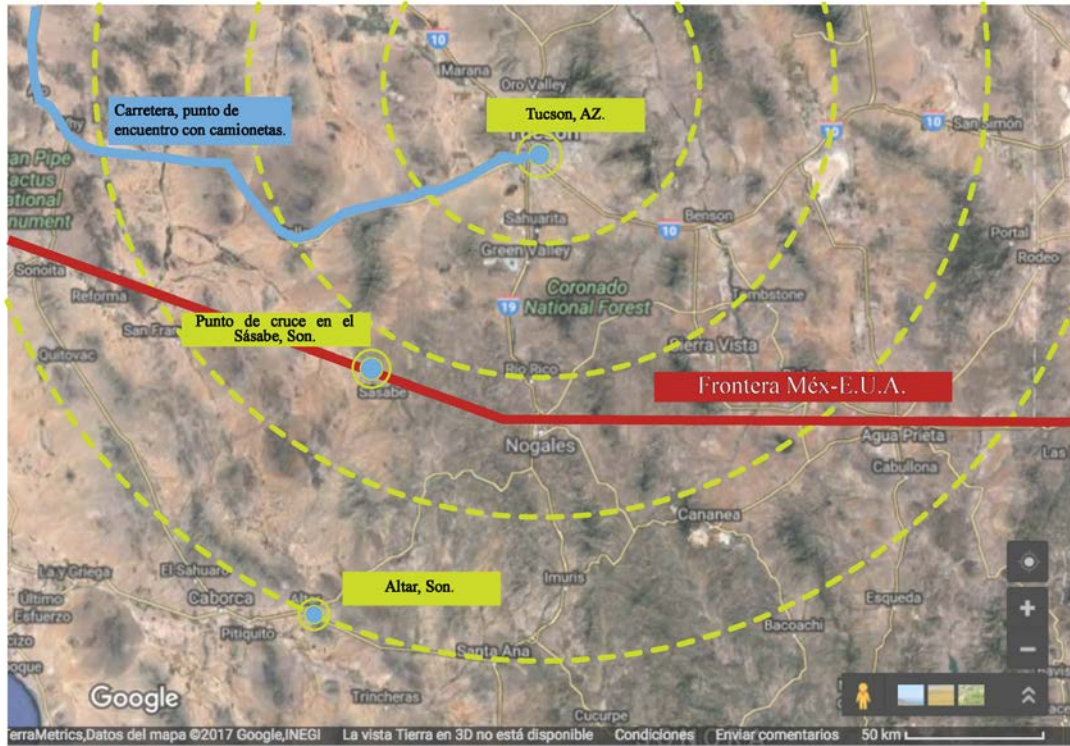 10
Marana
Oro Valley
Carretera, punto de
encuentro con camionetas.
Tucson, AZ.
Tucson
10
10
San Simón
Sahuarita
Benson
10
Green Valley
Portal
Rodeo
Sonoita
Reforma
Coronado
National Forest
19
Tombstone
Punto de cruce en el
Sásabe, Son.
Quitovac
Sierra Vista
Rio Rico
Sásabe
Frontera Méx-E.U.A.
Nogales
Agua Prieta
Cabullona
Cananea
La y Griega
El Sahuaro
Altar, Son.
Imuris
Último
Esfuerzo
Caborca
Altar
Esqueda
Pitiquito
Bacoachi
Santa Ana
Trincheras
Google
Cucurpe
TerraMetrics,Datos del mapa ©2017 Google,INEGI La vista Tierra en 3D no está disponible Condiciones Enviar comentarios 50 km